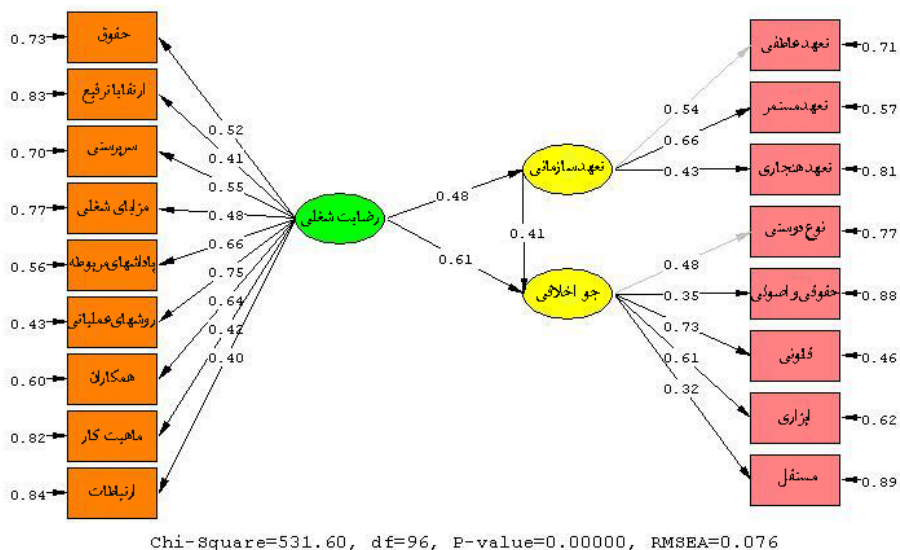 0.73
حقوق
0.83
ارتقا یا ترفیع
0.70
سرپرستی
0.77
مزایای شغلی
0.56
پاداشهای مربوطه
0.43
روشهای عملیاتی
0.60
همکاران
0.82
ماهیت کار
0.84
ارتباطات
0.52
0.41
0.55
0.48
0.66
0.75
0.64
0.42
0.40
رضایت شغلی
0.48
0.61
تعهد سازمانی
0.41
جو اخلاقی
0.54
0.66
0.43
0.48
0.35
0.73
0.61
0.32
تعهد عاطفی
0.71
تعهد مستمر
0.57
تعهد هنجاری
0.81
نوع دوستی
0.77
حقوقی و اصولی
0.88
قانونی
0.46
ابزاری
0.62
مستقل
0.89
Chi-Square=531.60, df=96, P-value=0.00000, RMSEA=0.076